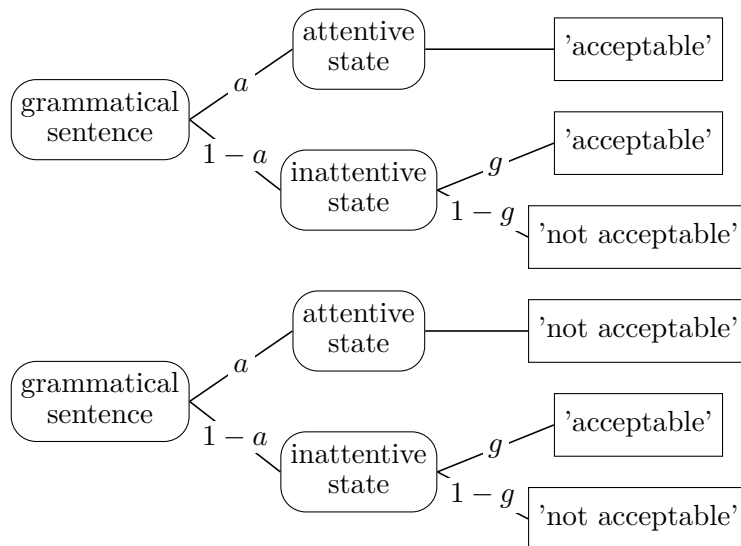 attentive
state
'acceptable'
a
grammatical
sentence
'acceptable'
1 − a
g
inattentive
state
1 − g
'not acceptable'
attentive
state
'not acceptable'
a
grammatical
sentence
'acceptable'
1 − a
g
inattentive
state
1 − g
'not acceptable'